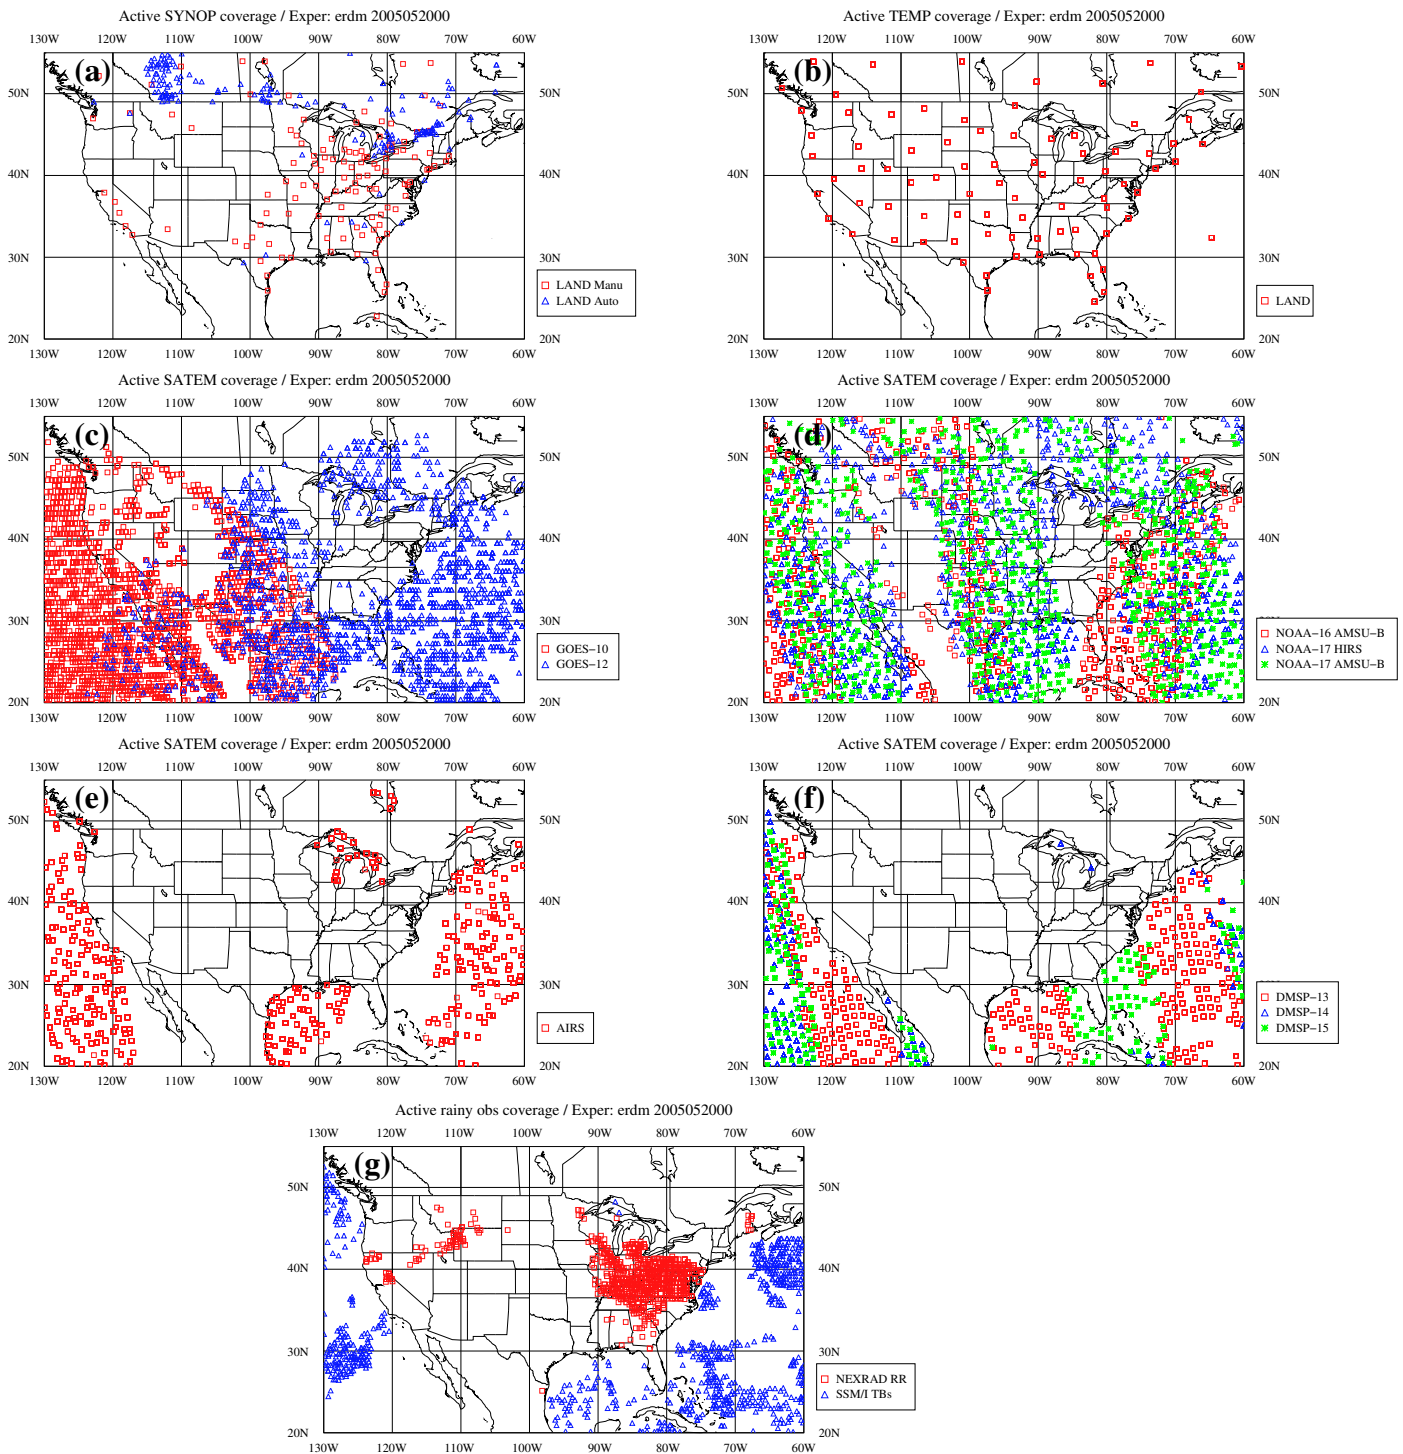 Active SYNOP coverage / Exper: erdm 2005052000
130W 120W 110W 100W 90W 80W 70W 60W
(a)
50N 50N
40N 40N
30N 30N
LAND Manu
LAND Auto
20N 20N
130W 120W 110W 100W 90W 80W 70W 60W
Active TEMP coverage / Exper: erdm 2005052000
130W 120W 110W 100W 90W 80W 70W 60W
(b)
50N 50N
40N 40N
30N 30N
LAND
20N 20N
130W 120W 110W 100W 90W 80W 70W 60W
Active SATEM coverage / Exper: erdm 2005052000
130W 120W 110W 100W 90W 80W 70W 60W
(c)
50N 50N
40N 40N
30N 30N
GOES-10
GOES-12
20N 20N
130W 120W 110W 100W 90W 80W 70W 60W
Active SATEM coverage / Exper: erdm 2005052000
130W 120W 110W 100W 90W 80W 70W 60W
(d)
50N 50N
40N 40N
30N
NOAA-16 AMSU-B
NOAA-17 HIRS
NOAA-17 AMSU-B
20N 20N
130W 120W 110W 100W 90W 80W 70W 60W
Active SATEM coverage / Exper: erdm 2005052000
130W 120W 110W 100W 90W 80W 70W 60W
(e)
50N 50N
40N 40N
30N 30N
AIRS
20N 20N
130W 120W 110W 100W 90W 80W 70W 60W
Active SATEM coverage / Exper: erdm 2005052000
130W 120W 110W 100W 90W 80W 70W 60W
(f)
50N 50N
40N 40N
30N
DMSP-13
DMSP-14
DMSP-15
20N 20N
130W 120W 110W 100W 90W 80W 70W 60W
Active rainy obs coverage / Exper: erdm 2005052000
130W 120W 110W 100W 90W 80W 70W 60W
(g)
50N 50N
40N 40N
30N 30N
NEXRAD RR
SSM/I TBs
20N 20N
130W 120W 110W 100W 90W 80W 70W 60W